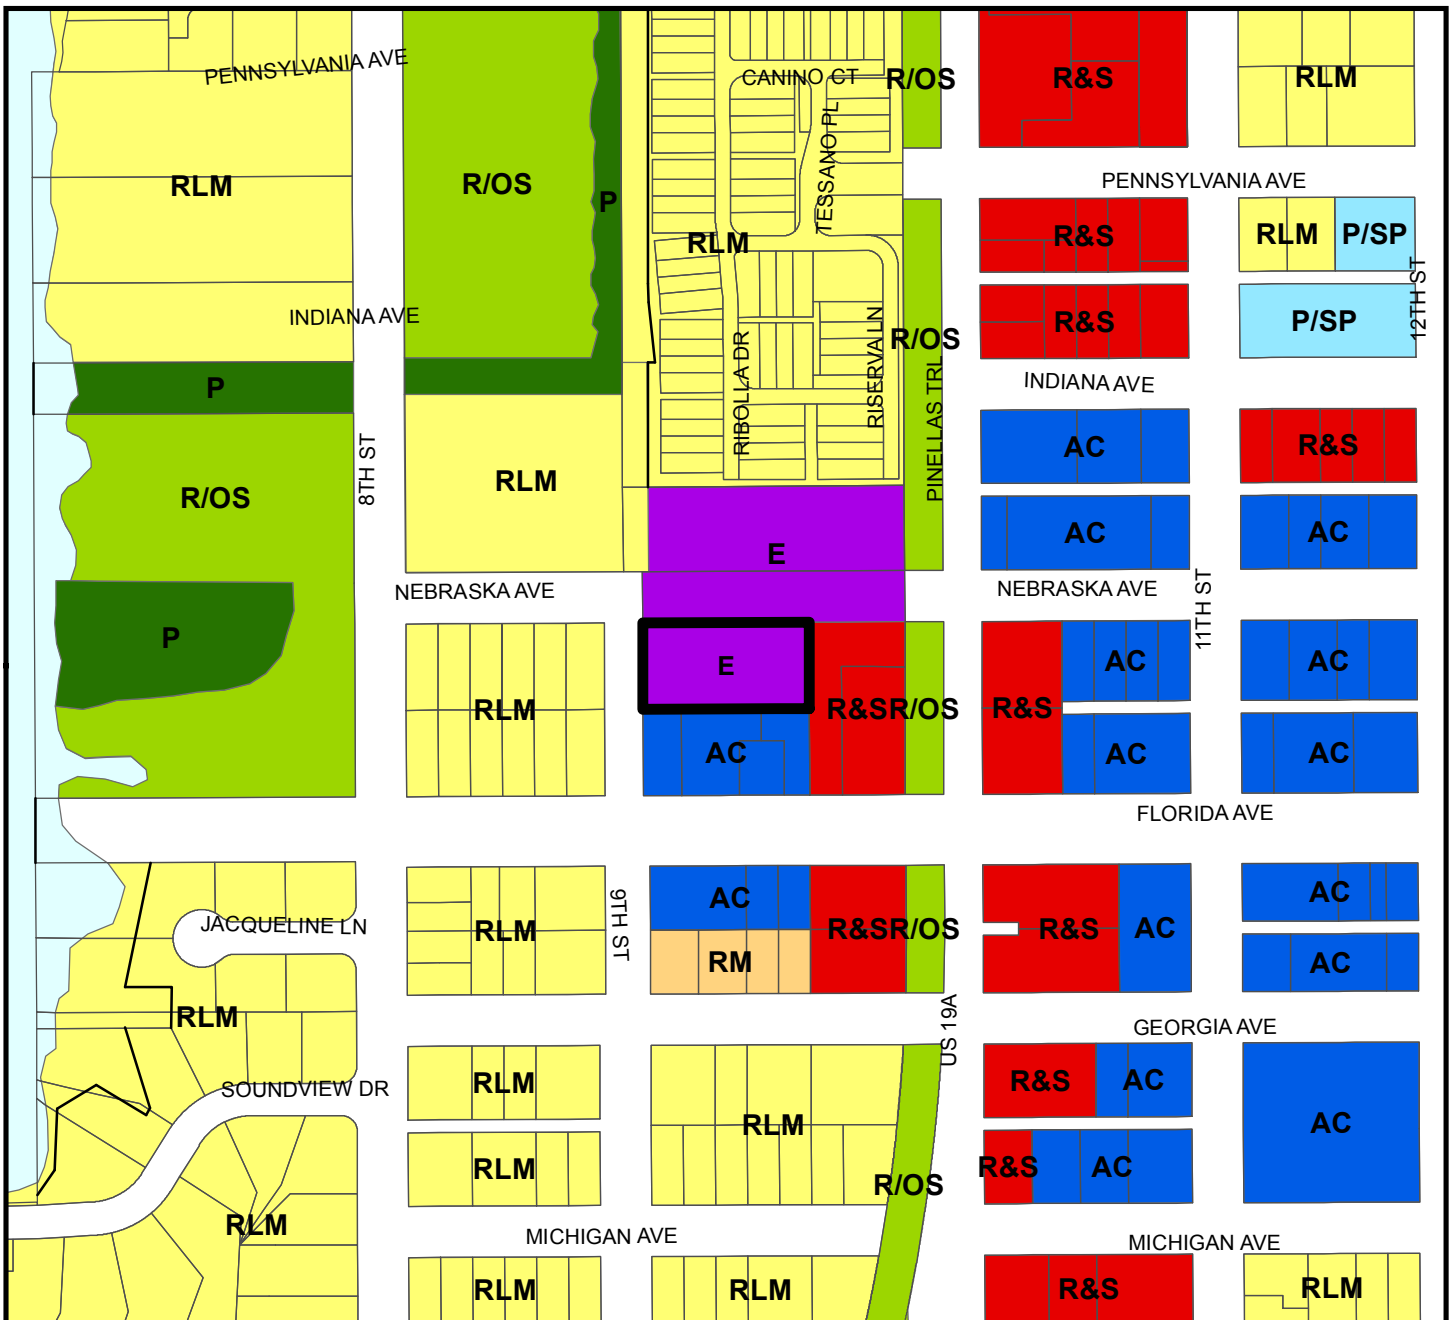 PENNSYLVANIA AVE
CANINO CT
R/OS
R&S
RLM
TESSANO PL
RLM
R/OS
P
PENNSYLVANIA AVE
RLM
R&S
RLM
P/SP
12TH ST
INDIANA AVE
RIBOLLA DR
RISERVA LN
R/OS
R&S
P/SP
P
INDIANA AVE
PINELLAS TRL
8TH ST
AC
R&S
R/OS
RLM
AC
AC
E
NEBRASKA AVE
NEBRASKA AVE
11TH ST
P
E
AC
AC
RLM
R&S
R/OS
R&S
AC
AC
AC
FLORIDA AVE
AC
AC
JACQUELINE LN
RLM
9TH ST
R&S
R/OS
R&S
AC
RM
AC
RLM
US 19A
GEORGIA AVE
SOUNDVIEW DR
RLM
R&S
AC
RLM
AC
RLM
R&S
AC
R/OS
RLM
MICHIGAN AVE
MICHIGAN AVE
RLM
RLM
R&S
RLM